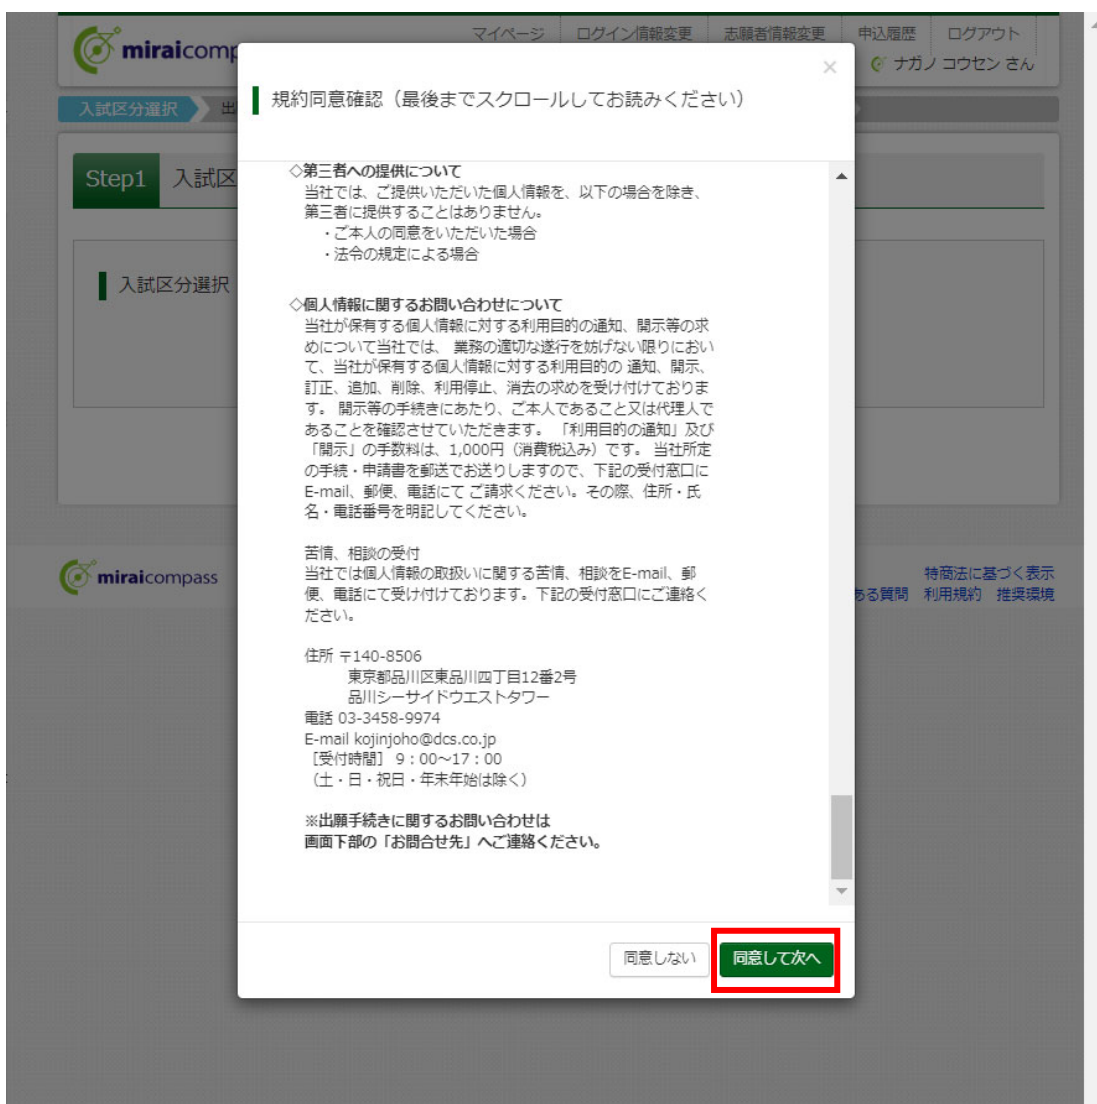 マイページ ログイン情報変更 志願者情報変更 申込履歴 ログアウト
miraicomp
ナガノ コウセン さん
×
規約同意確認（最後までスクロールしてお読みください）
入試区分選択 出
Step1 入試区
入試区分選択
◇第三者への提供について
当社では、ご提供いただいた個人情報を、以下の場合を除き、
第三者に提供することはありません。
・ご本人の同意をいただいた場合
・法令の規定による場合
◇個人情報に関するお問い合わせについて
当社が保有する個人情報に対する利用目的の通知、開示等の求
めについて当社では、 業務の適切な遂行を妨げない限りにおい
て、当社が保有する個人情報に対する利用目的の 通知、開示、
訂正、追加、削除、利用停止、消去の求めを受け付けておりま
す。 開示等の手続きにあたり、ご本人であること又は代理人で
あることを確認させていただきます。 「利用目的の通知」及び
「開示」の手数料は、1,000円（消費税込み）です。 当社所定
の手続・申請書を郵送でお送りしますので、下記の受付窓口に
E-mail、郵便、電話にて ご請求ください。その際、住所・氏
名・電話番号を明記してください。
苦情、相談の受付
当社では個人情報の取扱いに関する苦情、相談をE-mail、郵
便、電話にて受け付けております。下記の受付窓口にご連絡く
ださい。
住所 〒140-8506
東京都品川区東品川四丁目12番2号
品川シーサイドウエストタワー
電話 03-3458-9974
E-mail kojinjoho@dcs.co.jp
［受付時間］ 9：00～17：00
（土・日・祝日・年末年始は除く）
※出願手続きに関するお問い合わせは
画面下部の「お問合せ先」へご連絡ください。
同意しない 同意して次へ
miraicompass
特商法に基づく表示
ある質問 利用規約 推奨環境